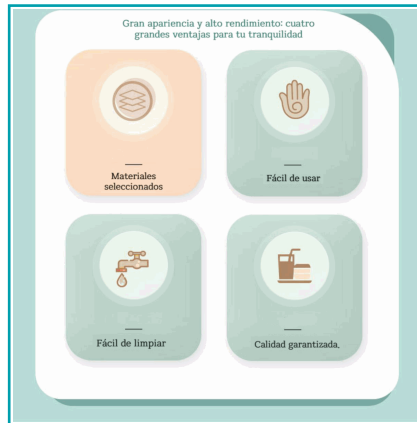 Gran apariencia y alto rendimiento: cuatro
grandes ventajas para tu tranquilidad
Materiales
seleccionados
Fácil de usar
Fácil de limpiar
Calidad garantizada.